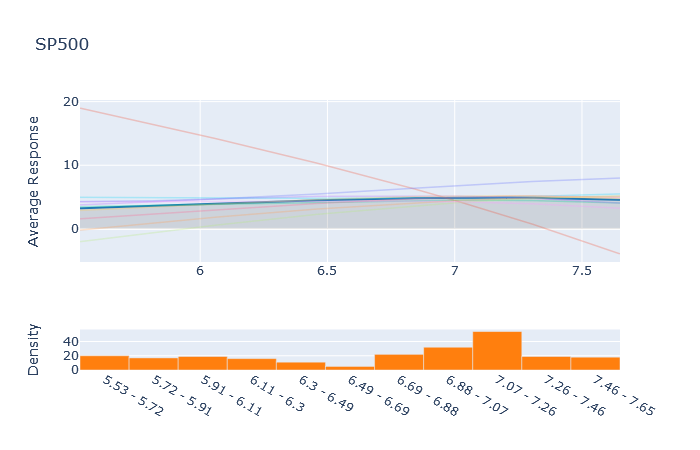 SP500
Average Response
20
10
0
6
6.5
7
7.5
Density
40
20
0
5.53 - 5.72
5.72 - 5.91
5.91 - 6.11
6.11 - 6.3
6.3 - 6.49
6.49 - 6.69
6.69 - 6.88
6.88 - 7.07
7.07 - 7.26
7.26 - 7.46
7.46 - 7.65